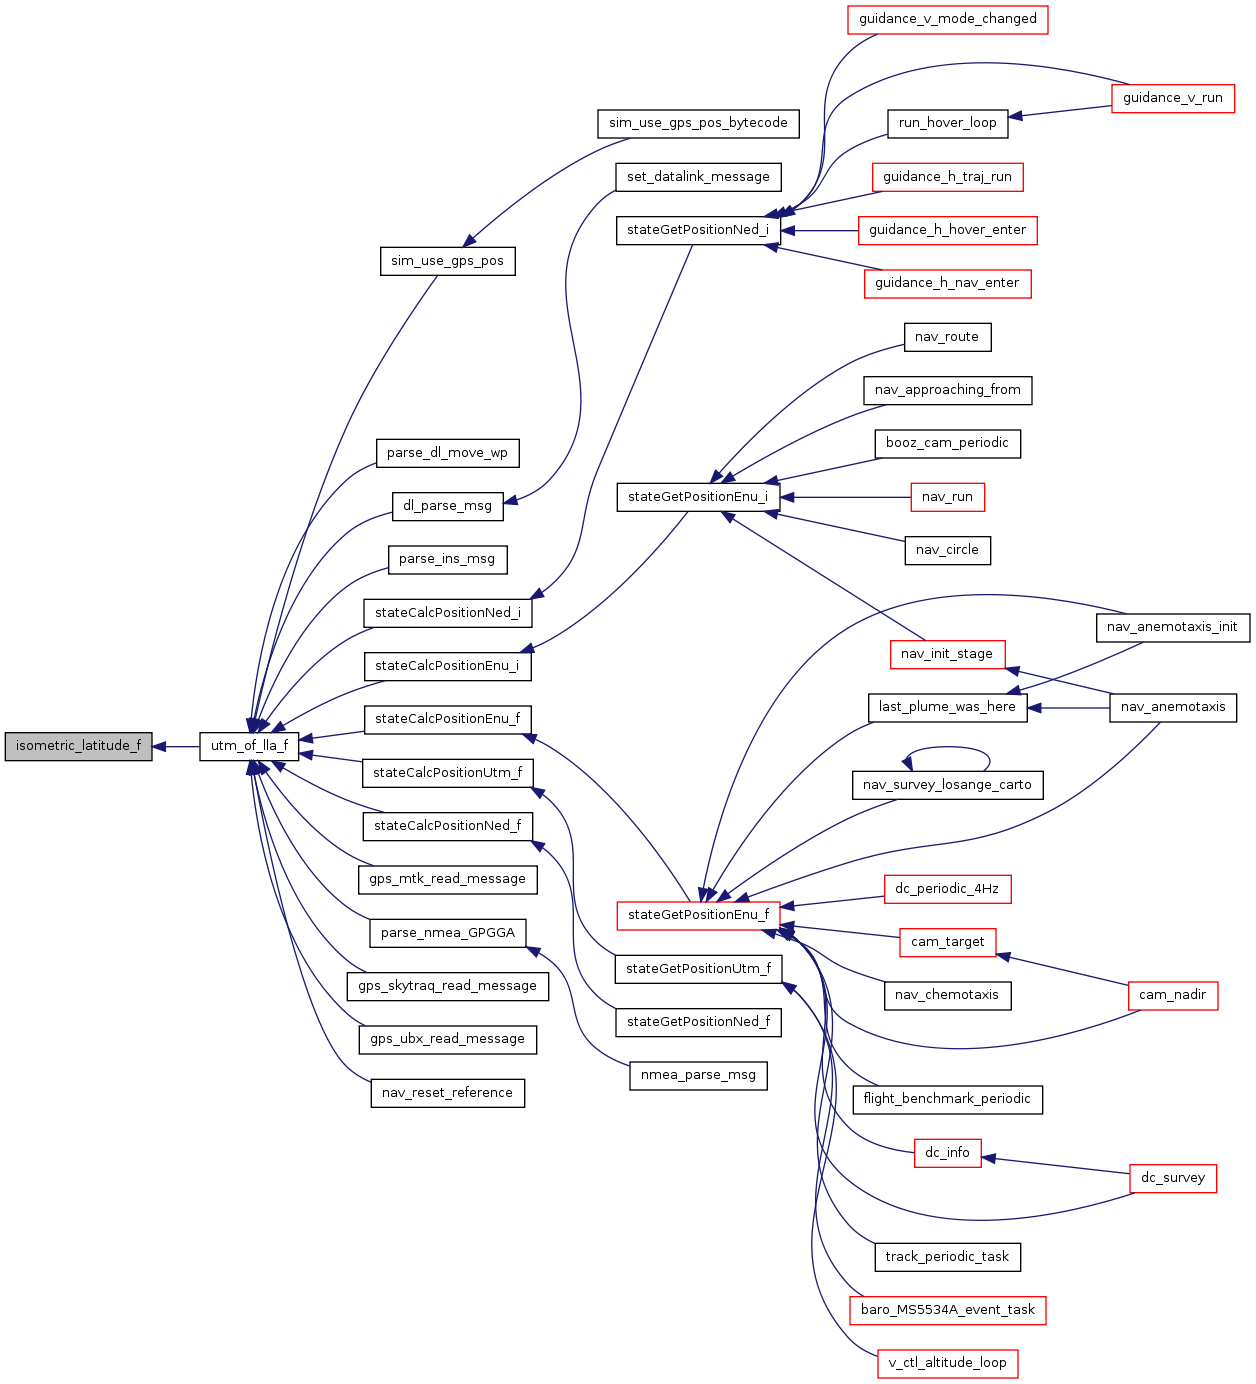 guidance_v_mode_changed
guidance_v_run
sim_use_gps_pos_bytecode
run_hover_loop
set_datalink_message
guidance_h_traj_run
stateGetPositionNed_i
guidance_h_hover_enter
sim_use_gps_pos
guidance_h_nav_enter
nav_route
nav_approaching_from
parse_dl_move_wp
booz_cam_periodic
dl_parse_msg
stateGetPositionEnu_i
nav_run
parse_ins_msg
nav_circle
stateCalcPositionNed_i
nav_anemotaxis_init
stateCalcPositionEnu_i
nav_init_stage
stateCalcPositionEnu_f
last_plume_was_here
nav_anemotaxis
isometric_latitude_f
utm_of_lla_f
stateCalcPositionUtm_f
nav_survey_losange_carto
stateCalcPositionNed_f
gps_mtk_read_message
dc_periodic_4Hz
stateGetPositionEnu_f
parse_nmea_GPGGA
cam_target
stateGetPositionUtm_f
gps_skytraq_read_message
nav_chemotaxis
cam_nadir
stateGetPositionNed_f
gps_ubx_read_message
nmea_parse_msg
nav_reset_reference
flight_benchmark_periodic
dc_info
dc_survey
track_periodic_task
baro_MS5534A_event_task
v_ctl_altitude_loop